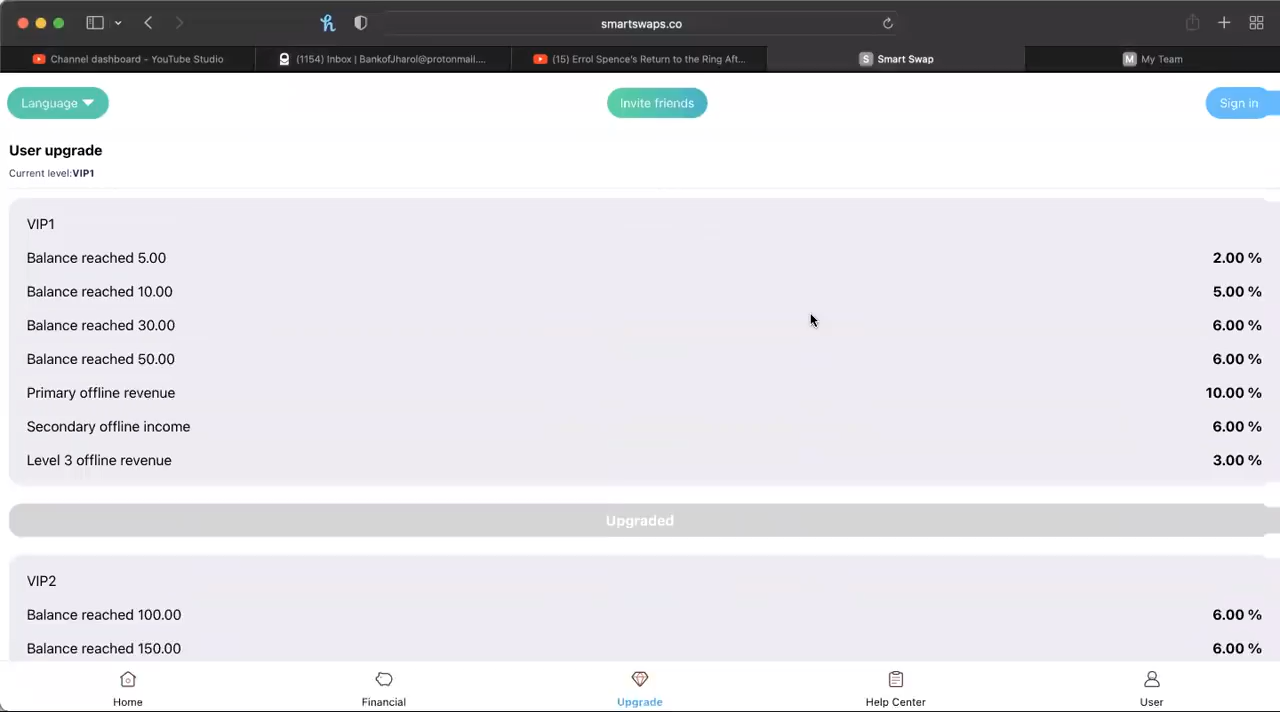 smartswaps.co
Channel dashboard - YouTube Studio
(1154) Inbox | BankofJharol@protonmail....
(15) Errol Spence's Return to the Ring Aft...
S Smart Swap
M My Team
Language
Invite friends
Sign in
User upgrade
Current level:VIP1
VIP1
Balance reached 5.00 2.00 %
Balance reached 10.00 5.00 %
Balance reached 30.00 6.00 %
Balance reached 50.00 6.00 %
Primary offline revenue 10.00 %
Secondary offline income 6.00 %
Level 3 offline revenue 3.00 %
Upgraded
VIP2
Balance reached 100.00 6.00 %
Balance reached 150.00 6.00 %
Home
Financial
Upgrade
Help Center
User